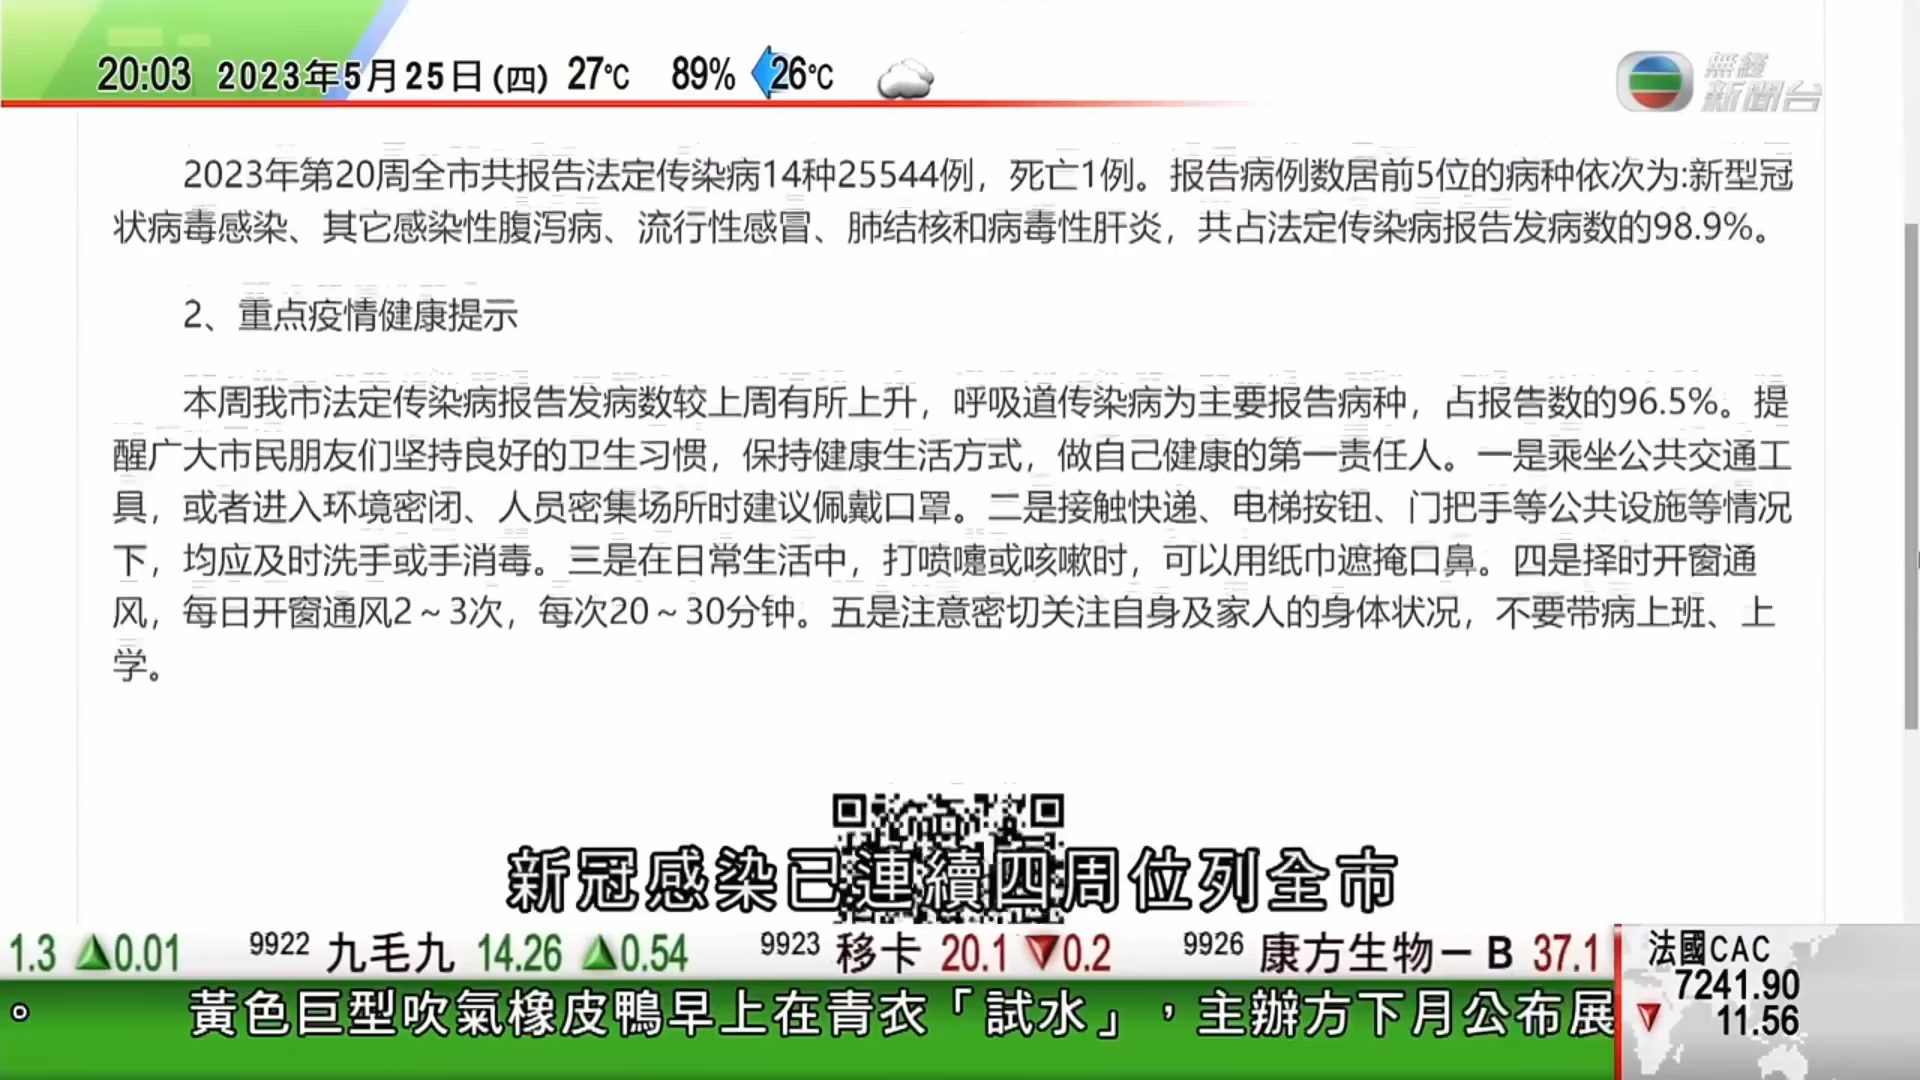 20:03 2023年5月25日(四) 27℃ 89% 26℃
無綫
新聞台
2023年第20周全市共报告法定传染病14种25544例，死亡1例。报告病例数居前5位的病种依次为:新型冠
状病毒感染、其它感染性腹泻病、流行性感冒、肺结核和病毒性肝炎，共占法定传染病报告发病数的98.9%。
2、重点疫情健康提示
本周我市法定传染病报告发病数较上周有所上升，呼吸道传染病为主要报告病种，占报告数的96.5%。提
醒广大市民朋友们坚持良好的卫生习惯，保持健康生活方式，做自己健康的第一责任人。一是乘坐公共交通工
具，或者进入环境密闭、人员密集场所时建议佩戴口罩。二是接触快递、电梯按钮、门把手等公共设施等情况
下，均应及时洗手或手消毒。三是在日常生活中，打喷嚏或咳嗽时，可以用纸巾遮掩口鼻。四是择时开窗通
风，每日开窗通风2～3次，每次20～30分钟。五是注意密切关注自身及家人的身体状况，不要带病上班、上
学。
新冠感染已連續四周位列全市
1.3 ▲0.01 9922 九毛九 14.26 ▲0.54 9923 移卡 20.1 ▼0.2 9926 康方生物－B 37.1
法國CAC
7241.90
▼ 11.56
。 黃色巨型吹氣橡皮鴨早上在青衣「試水」，主辦方下月公布展